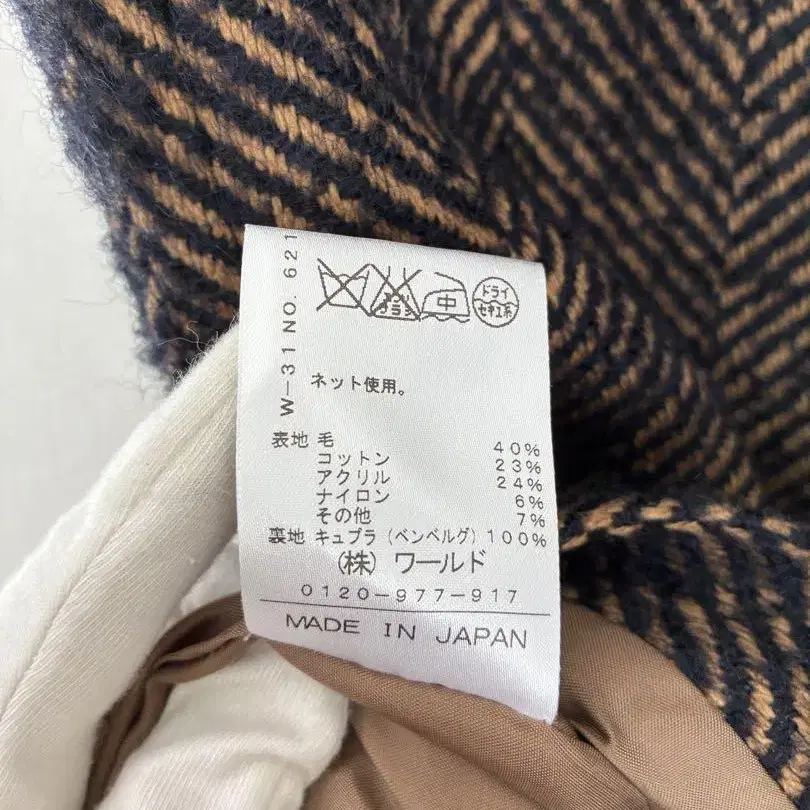 W-31 NO. 621
中
ドライ
セキユ系
ネット使用。
表地 毛 40%
コットン 23%
アクリル 24%
ナイロン 6%
その他 7%
裏地 キュプラ (ベンベルグ) 100%
(株) ワールド
0120-977-917
MADE IN JAPAN